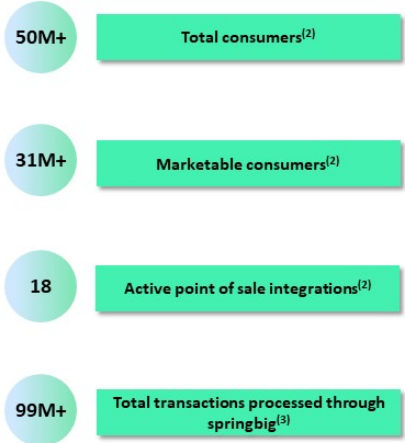 50M+
Total consumers(2)
31M+
Marketable consumers(2)
18
Active point of sale integrations(2)
99M+
Total transactions processed through
springbig(3)